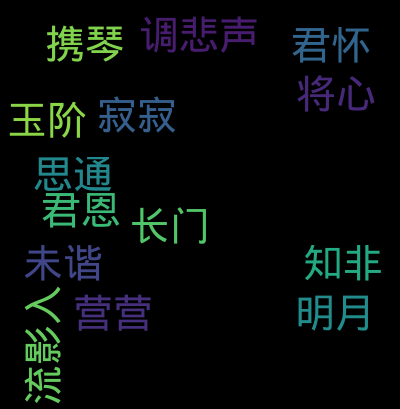 携琴
调悲声
君怀
将心
玉阶
寂寂
思通
君恩
长门
未谐
知非
营营
明月
流影入